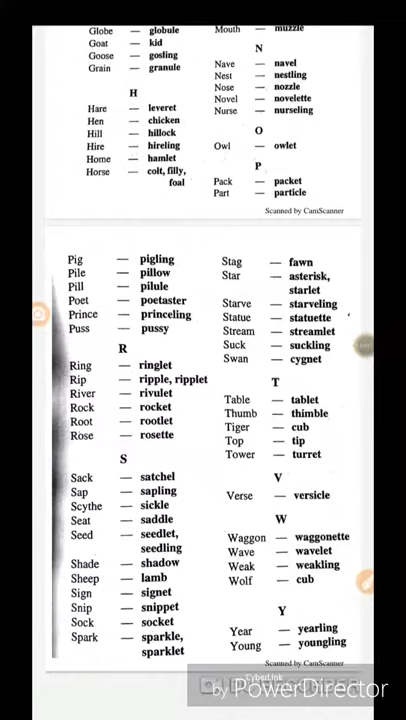 Globe — globule
Goat — kid
Goose — gosling
Grain — granule
H
Hare — leveret
Hen — chicken
Hill — hillock
Hire — hireling
Home — hamlet
Horse — colt, filly,
foal
Mouth — muzzle
N
Nave — navel
Nest — nestling
Nose — nozzle
Novel — novelette
Nurse — nurseling
O
Owl — owlet
P
Pack — packet
Part — particle
Scanned by CamScanner
Pig — pigling
Pile — pillow
Pill — pilule
Poet — poetaster
Prince — princeling
Puss — pussy
R
Ring — ringlet
Rip — ripple, ripplet
River — rivulet
Rock — rocket
Root — rootlet
Rose — rosette
S
Sack — satchel
Sap — sapling
Scythe — sickle
Seat — saddle
Seed — seedlet,
seedling
Shade — shadow
Sheep — lamb
Sign — signet
Snip — snippet
Sock — socket
Spark — sparkle,
sparklet
Stag — fawn
Star — asterisk,
starlet
Starve — starveling
Statue — statuette
Stream — streamlet
Suck — suckling
Swan — cygnet
T
Table — tablet
Thumb — thimble
Tiger — cub
Top — tip
Tower — turret
V
Verse — versicle
W
Waggon — waggonette
Wave — wavelet
Weak — weakling
Wolf — cub
Y
Year — yearling
Young — youngling
Scanned by CamScanner
CyberLink
by PowerDirector